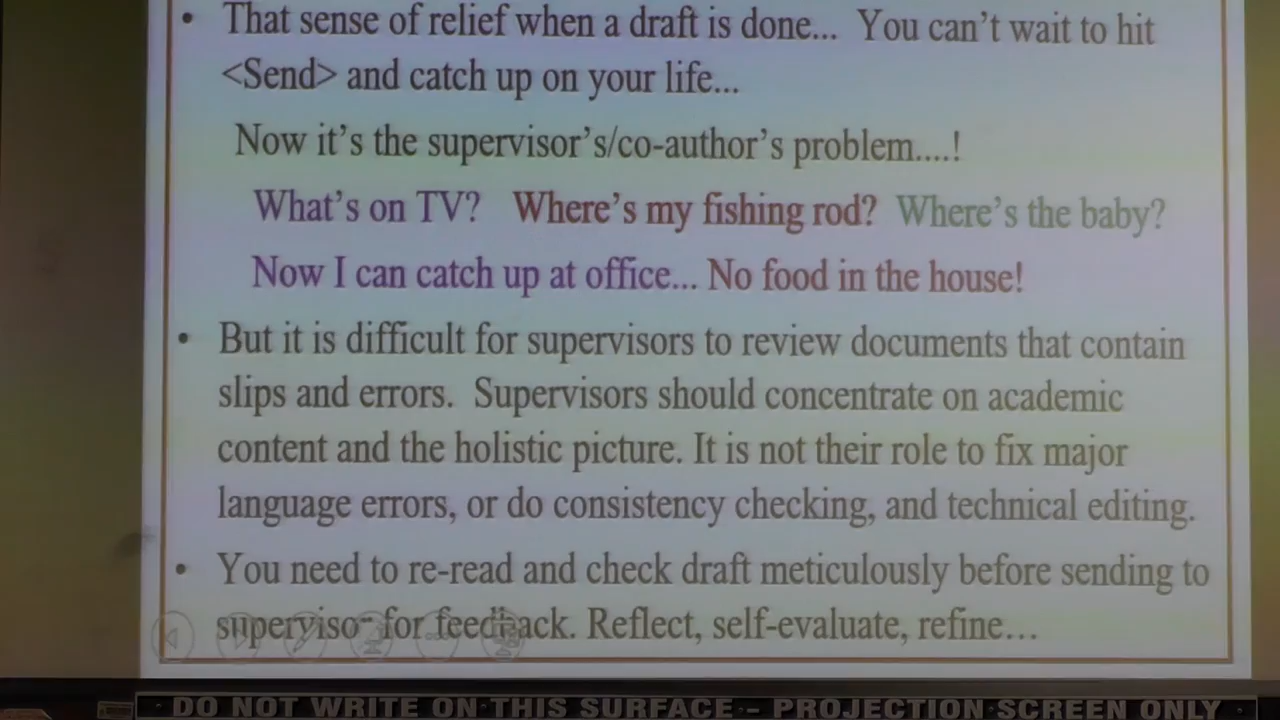 • That sense of relief when a draft is done... You can't wait to hit
<Send> and catch up on your life...
Now it's the supervisor's/co-author's problem....!
What's on TV? Where's my fishing rod? Where's the baby?
Now I can catch up at office... No food in the house!
• But it is difficult for supervisors to review documents that contain
slips and errors. Supervisors should concentrate on academic
content and the holistic picture. It is not their role to fix major
language errors, or do consistency checking, and technical editing.
• You need to re-read and check draft meticulously before sending to
supervisor for feedback. Reflect, self-evaluate, refine...
· DO NOT WRITE ON THIS SURFACE – PROJECTION SCREEN ONLY ·